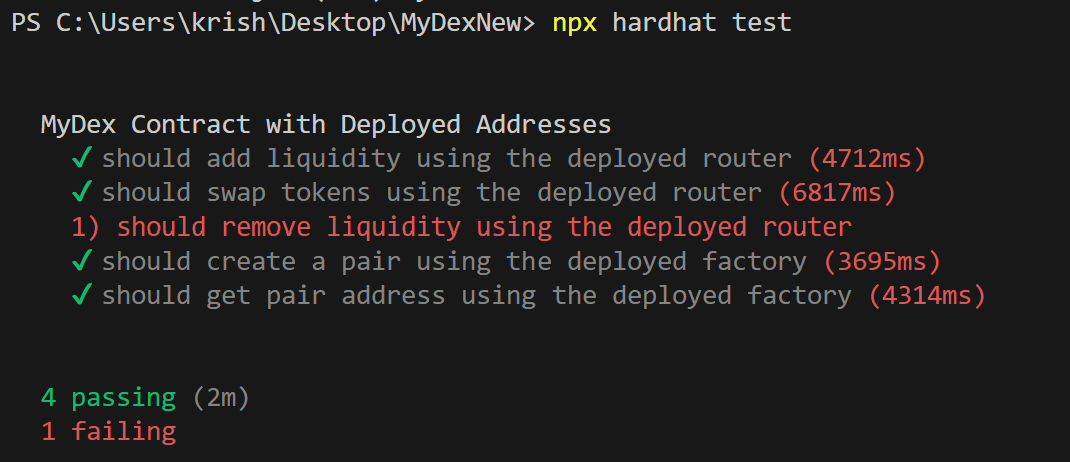 PS C:\Users\krish\Desktop\MyDexNew> npx hardhat test
MyDex Contract with Deployed Addresses
✓ should add liquidity using the deployed router (4712ms)
✓ should swap tokens using the deployed router (6817ms)
1) should remove liquidity using the deployed router
✓ should create a pair using the deployed factory (3695ms)
✓ should get pair address using the deployed factory (4314ms)
4 passing (2m)
1 failing